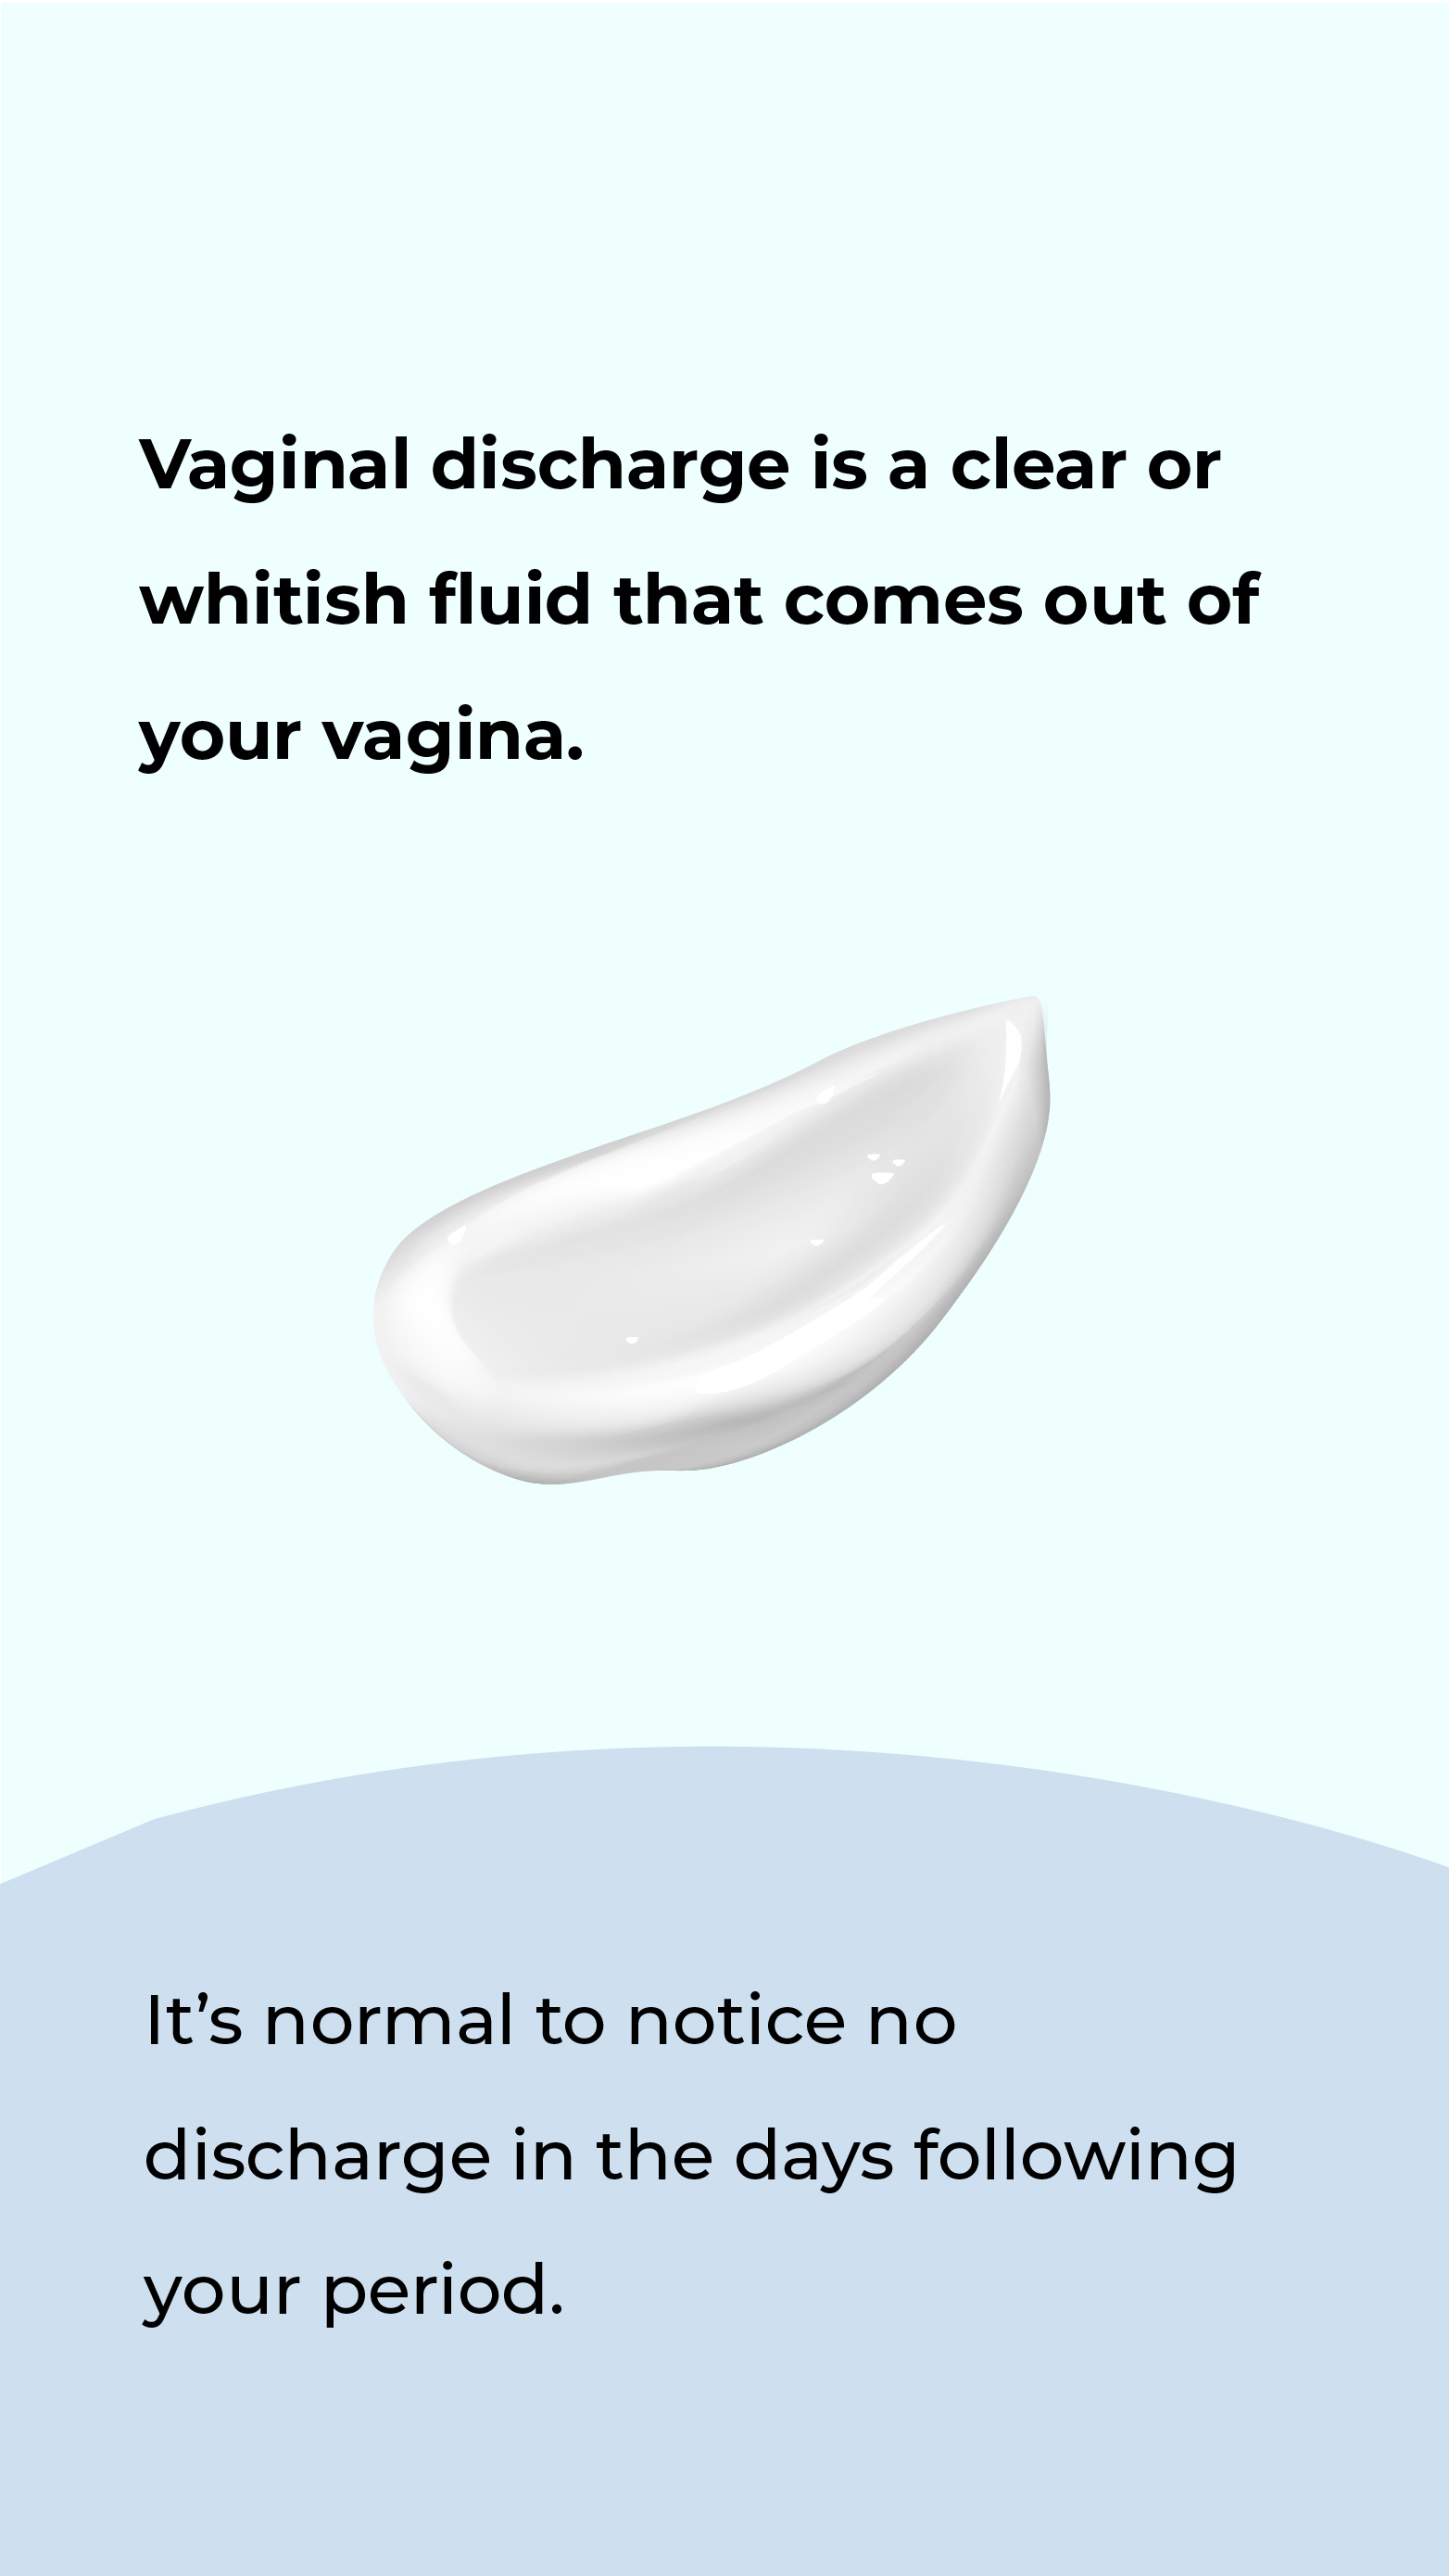 Vaginal discharge is a clear or
whitish fluid that comes out of
your vagina.
It’s normal to notice no
discharge in the days following
your period.